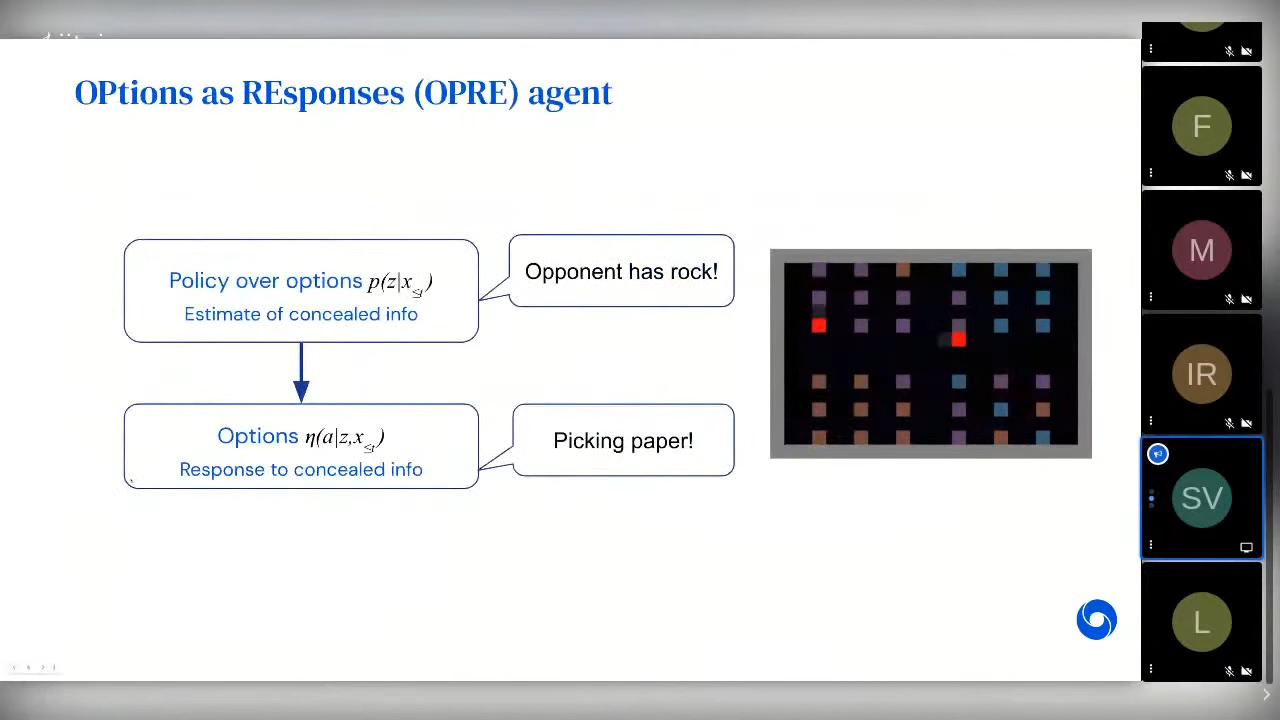 OPtions as REsponses (OPRE) agent
Policy over options p(z|x≤t)
Estimate of concealed info
Opponent has rock!
Options η(a|z,x≤t)
Response to concealed info
Picking paper!
F
M
IR
SV
L